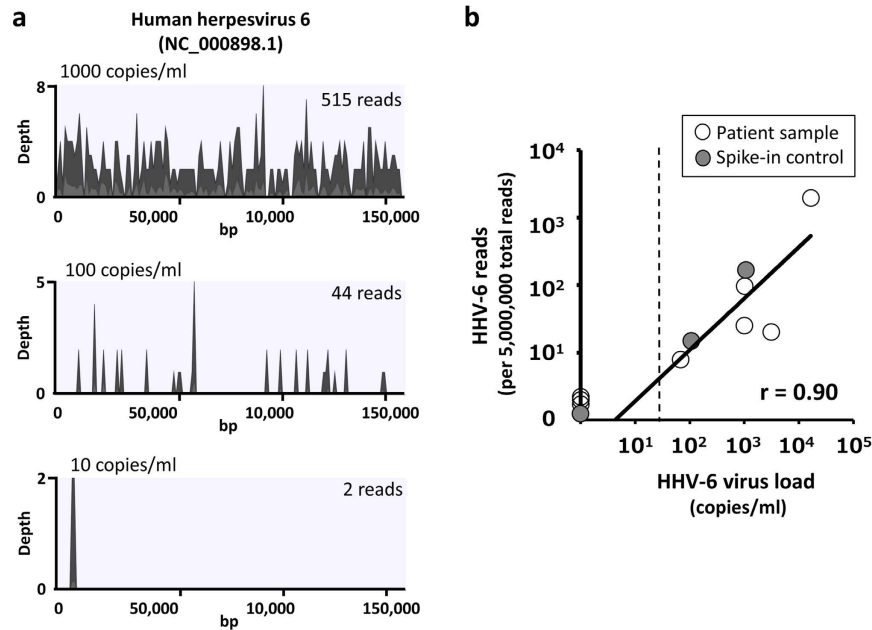 a
Human herpesvirus 6
(NC_000898.1)
1000 copies/ml
515 reads
8
Depth
0
0 50,000 10,000 150,000
bp
100 copies/ml
44 reads
5
Depth
0
0 50,000 10,000 150,000
bp
10 copies/ml
2 reads
2
Depth
0
0 50,000 10,000 150,000
bp
b
Patient sample
Spike-in control
HHV-6 reads
(per 5,000,000 total reads)
10⁴
10³
10²
10¹
0
r = 0.90
10¹ 10² 10³ 10⁴ 10⁵
HHV-6 virus load
(copies/ml)